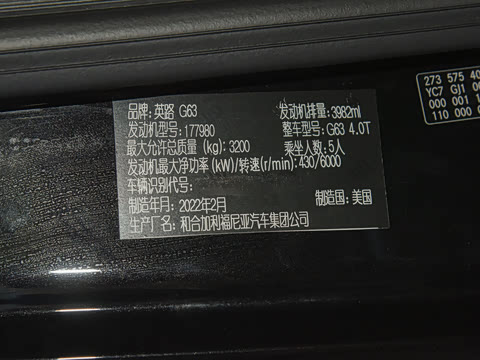 品牌: 英路 G63
发动机排量: 3982ml
发动机型号: 177980
整车型号: G63 4.0T
最大允许总质量 (kg): 3200
乘坐人数: 5人
发动机最大净功率(kW)/转速(r/min): 430/6000
车辆识别代号:
制造年月: 2022年2月
制造国: 美国
生产厂名: 和合加利福尼亚汽车集团公司
273 575 40
YC7 GJ1
000 001
110 000